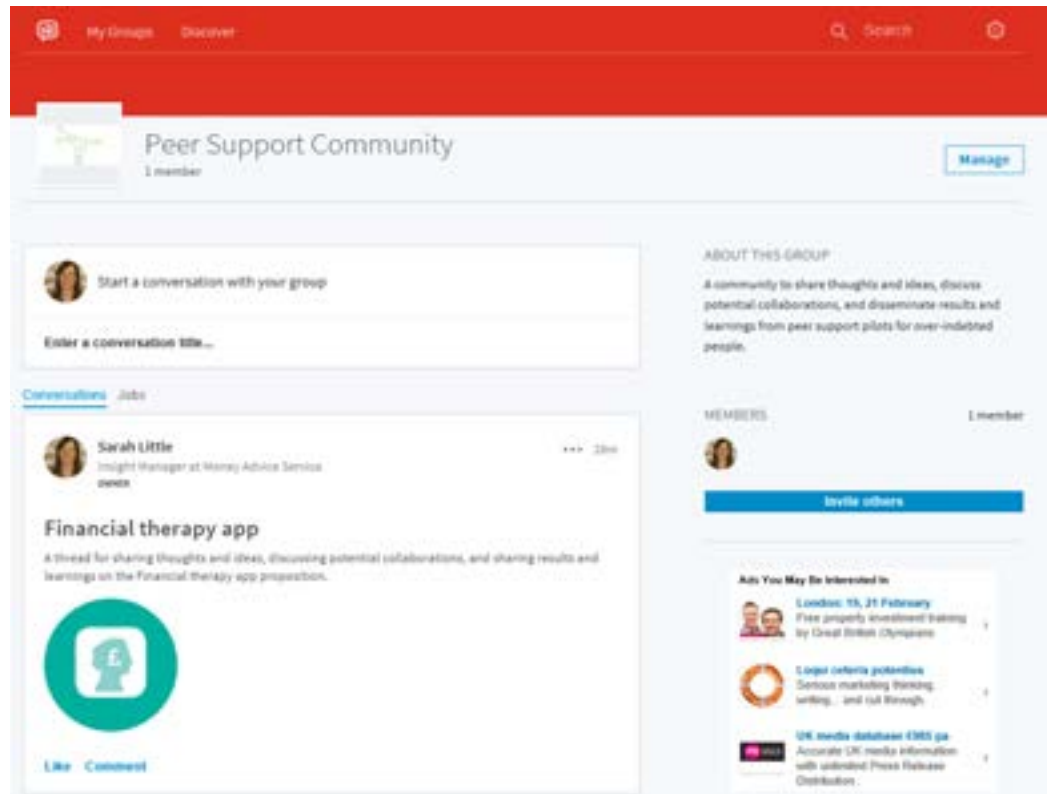 My Groups Discover Search
Peer Support Community
1 member
Manage
Start a conversation with your group
Enter a conversation title...
Conversations Jobs
Sarah Little
Insight Manager at Money Advice Service
OWNER
Financial therapy app
A thread for sharing thoughts and ideas, discussing potential collaborations, and sharing results and
learnings on the Financial therapy app proposition.
£
Like Comment
ABOUT THIS GROUP
A community to share thoughts and ideas, discuss
potential collaborations, and disseminate results and
learnings from peer support pilots for over-indebted
people.
MEMBERS 1 member
Invite others
Ads You May Be Interested In
London: 19, 21 February
Free property investment training
by Great British Olympians
Loqui ceteris potentius
Serious marketing thinking,
writing... and cut through.
UK media database £365 pa
Accurate UK media information
with unlimited Press Release
Distribution.